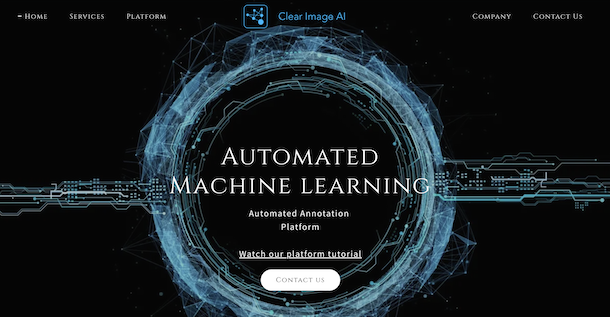 Home Services Platform Clear Image AI Company Contact Us
Automated
Machine learning
Automated Annotation
Platform
Watch our platform tutorial
Contact us